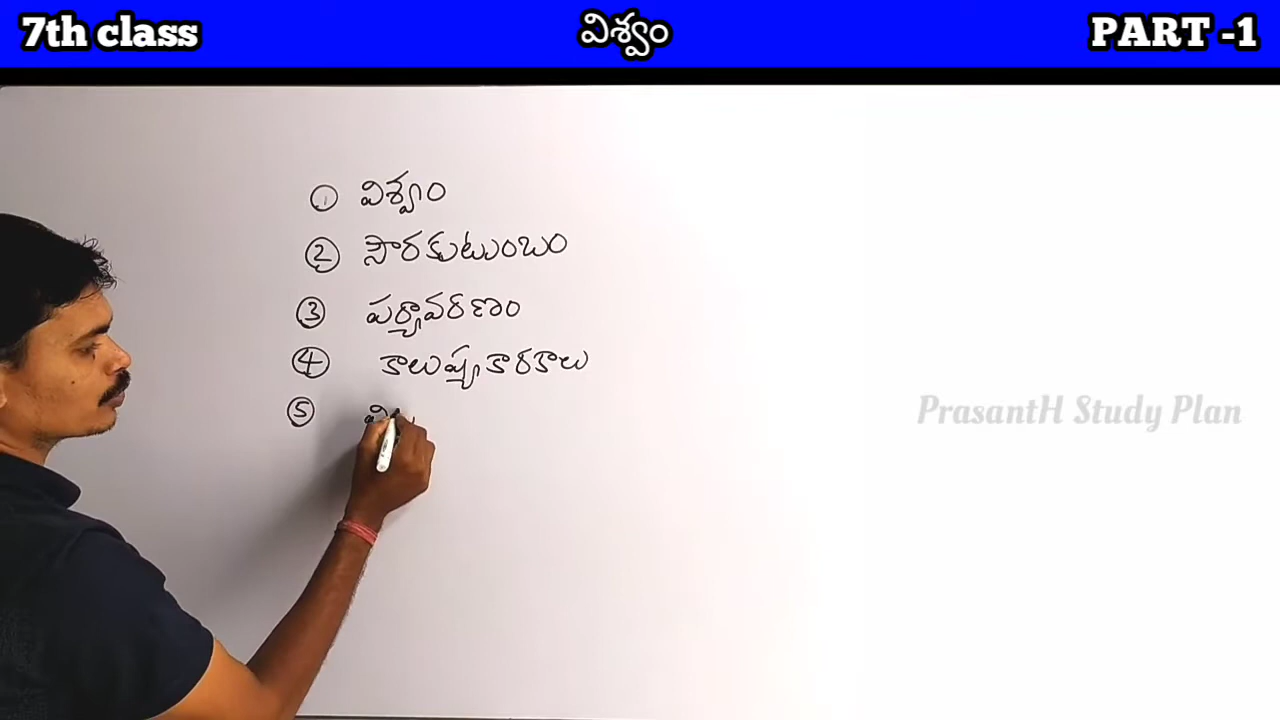 7th class
విశ్వం
PART -1
① విశ్వం
② సౌరకుటుంబం
③ పర్యావరణం
④ కాలుష్యకారకాలు
⑤ వి
PrasantH Study Plan